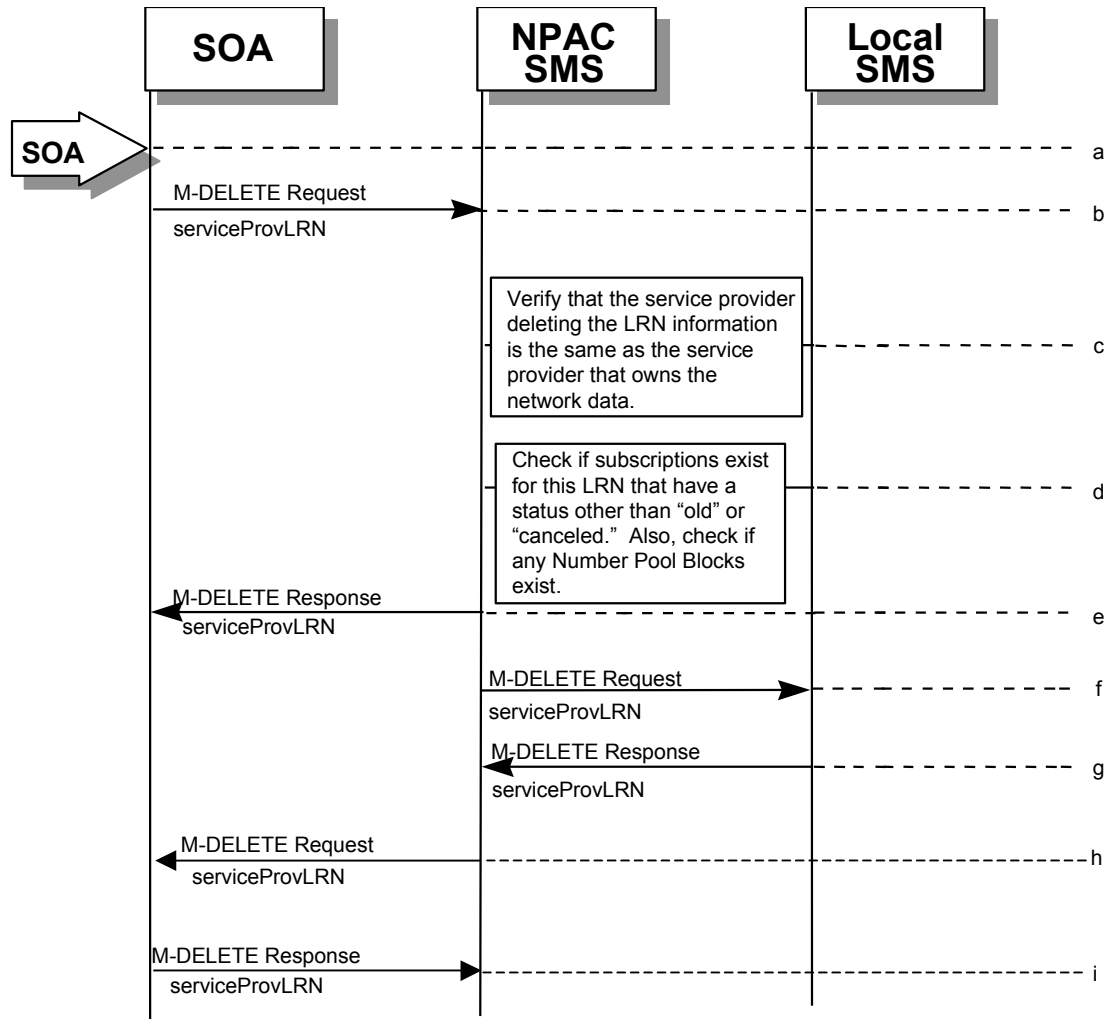 SOA
NPAC
SMS
Local
SMS
SOA
a
M-DELETE Request
serviceProvLRN
b
Verify that the service provider
deleting the LRN information
is the same as the service
provider that owns the
network data.
c
Check if subscriptions exist
for this LRN that have a
status other than “old” or
“canceled.” Also, check if
any Number Pool Blocks
exist.
d
M-DELETE Response
serviceProvLRN
e
M-DELETE Request
serviceProvLRN
f
M-DELETE Response
serviceProvLRN
g
M-DELETE Request
serviceProvLRN
h
M-DELETE Response
serviceProvLRN
i